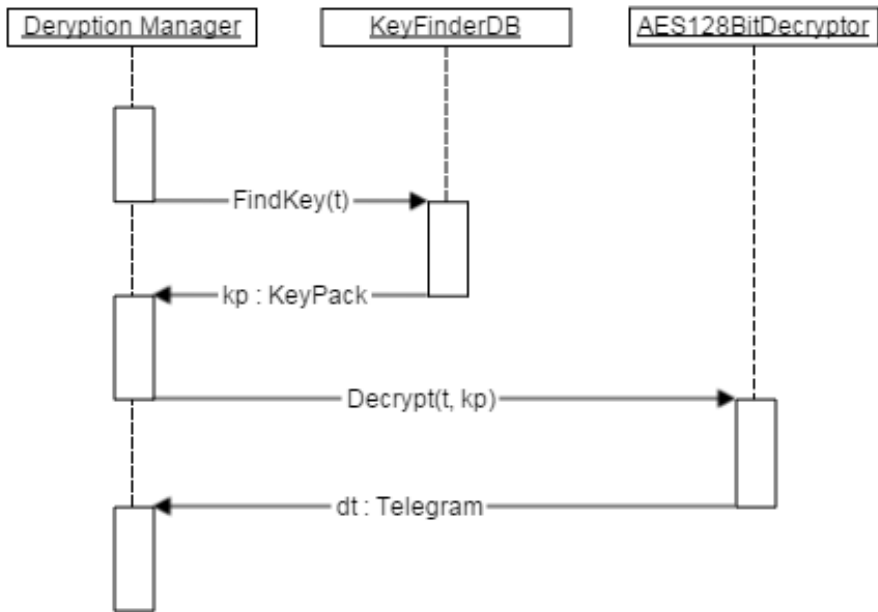 Deryption Manager
KeyFinderDB
AES128BitDecryptor
FindKey(t)
kp : KeyPack
Decrypt(t, kp)
dt : Telegram